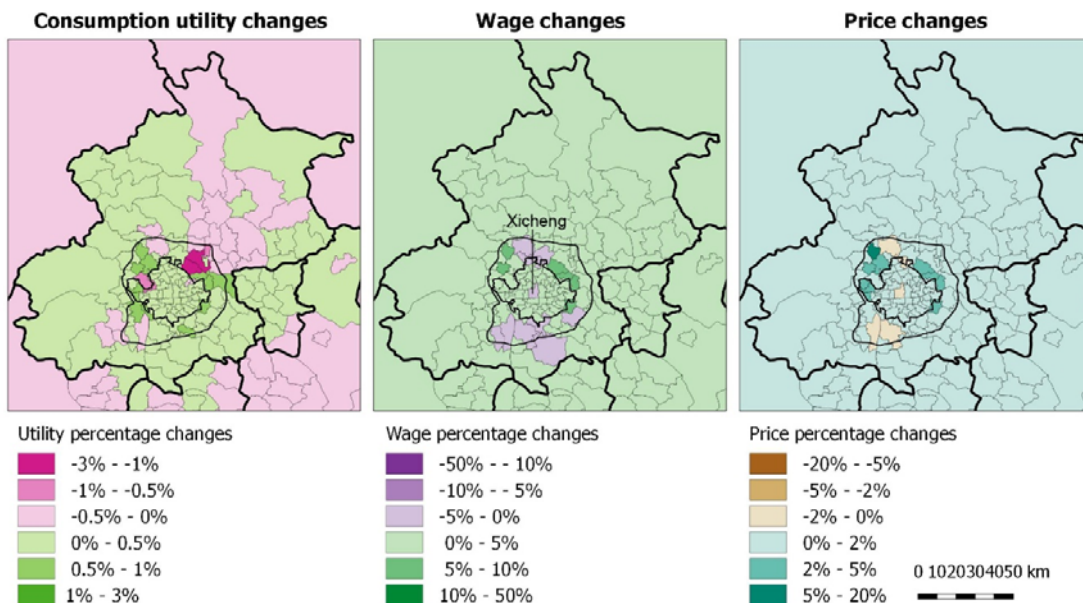 Consumption utility changes
Wage changes
Price changes
Xicheng
Utility percentage changes
-3% - -1%
-1% - -0.5%
-0.5% - 0%
0% - 0.5%
0.5% - 1%
1% - 3%
Wage percentage changes
-50% - - 10%
-10% - - 5%
-5% - 0%
0% - 5%
5% - 10%
10% - 50%
Price percentage changes
-20% - -5%
-5% - -2%
-2% - 0%
0% - 2%
2% - 5%
5% - 20%
0 1020304050 km